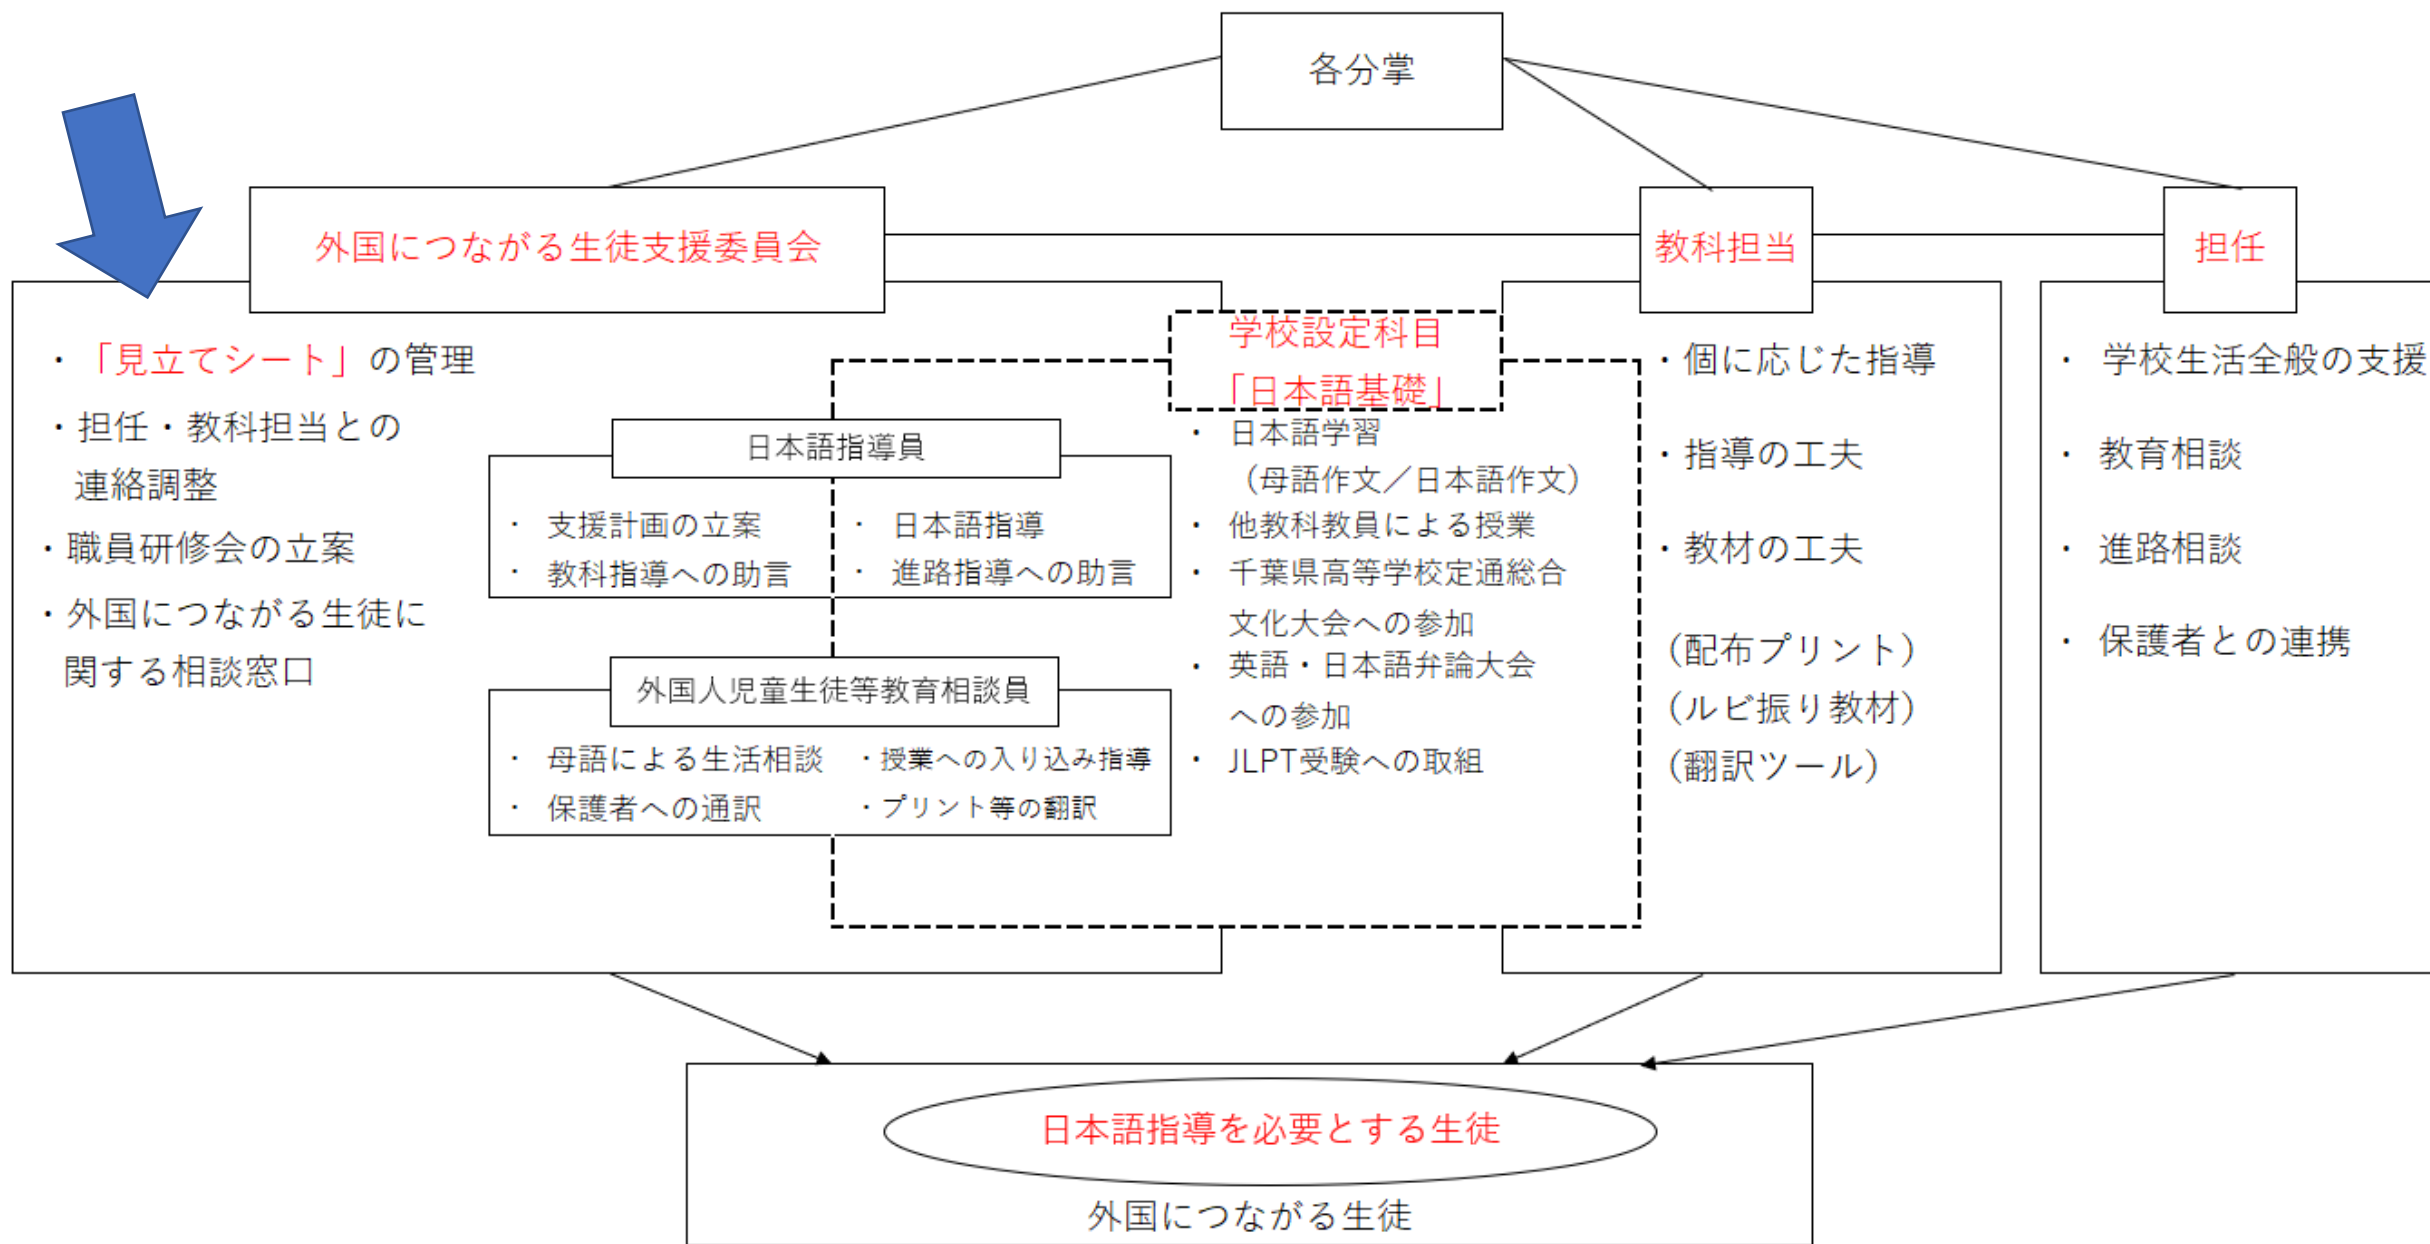 各分掌
外国につながる生徒支援委員会
教科担当
担任
・「見立てシート」の管理
・担任・教科担当との
連絡調整
・職員研修会の立案
・外国につながる生徒に
関する相談窓口
日本語指導員
・ 支援計画の立案
・ 教科指導への助言
・ 日本語指導
・ 進路指導への助言
外国人児童生徒等教育相談員
・ 母語による生活相談
・ 保護者への通訳
・授業への入り込み指導
・プリント等の翻訳
学校設定科目
「日本語基礎」
・ 日本語学習
（母語作文／日本語作文）
・ 他教科教員による授業
・ 千葉県高等学校定通総合
文化大会への参加
・ 英語・日本語弁論大会
への参加
・ JLPT受験への取組
・個に応じた指導
・指導の工夫
・教材の工夫
（配布プリント）
（ルビ振り教材）
（翻訳ツール）
・ 学校生活全般の支援
・ 教育相談
・ 進路相談
・ 保護者との連携
日本語指導を必要とする生徒
外国につながる生徒